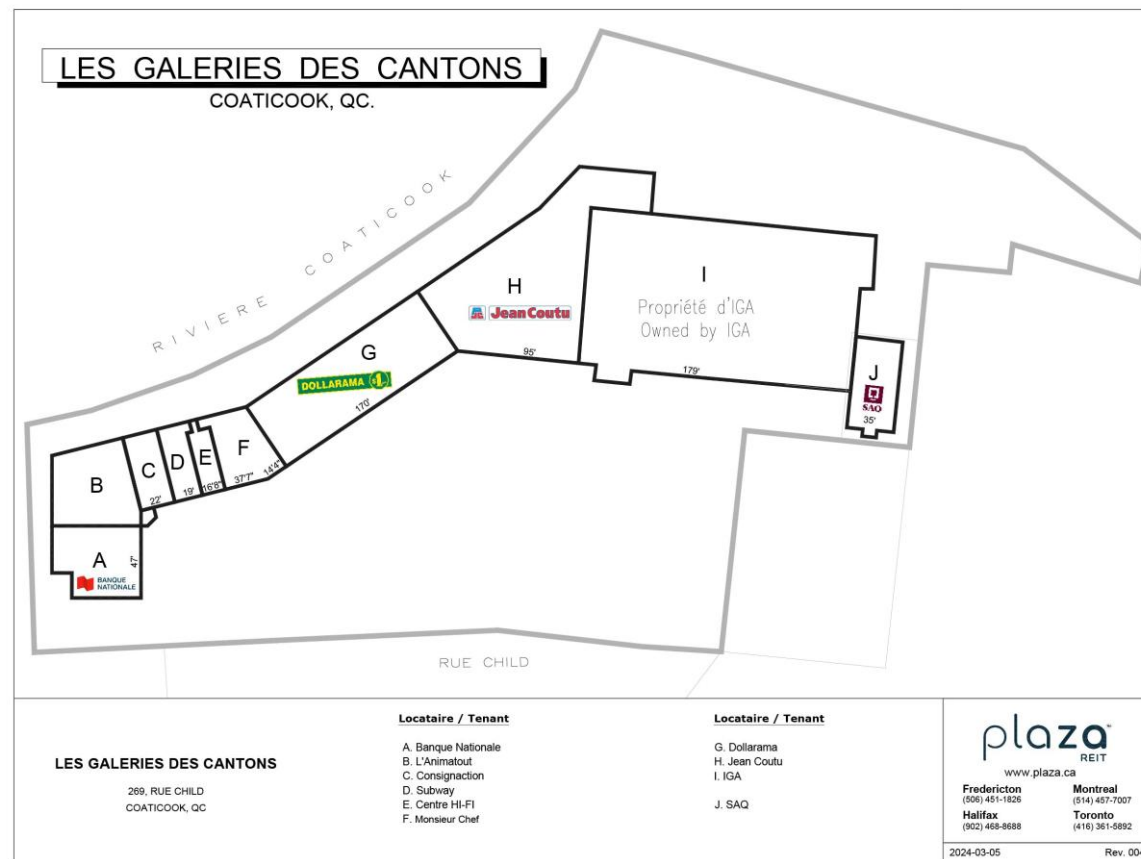 LES GALERIES DES CANTONS
COATICOOK, QC.
RIVIERE COATICOOK
H
Jean Coutu
95'
I
Propriété d'IGA
Owned by IGA
179'
J
SAQ
35'
G
DOLLARAMA
170'
F
37'7"
14'4"
E
16'8"
D
19'
C
22'
B
A
47'
BANQUE
NATIONALE
RUE CHILD
LES GALERIES DES CANTONS
269, RUE CHILD
COATICOOK, QC
Locataire / Tenant
A. Banque Nationale
B. L'Animatout
C. Consignaction
D. Subway
E. Centre HI-FI
F. Monsieur Chef
Locataire / Tenant
G. Dollarama
H. Jean Coutu
I. IGA
J. SAQ
plaza
REIT
www.plaza.ca
Fredericton
(506) 451-1826
Montreal
(514) 457-7007
Halifax
(902) 468-8688
Toronto
(416) 361-5892
2024-03-05
Rev. 00